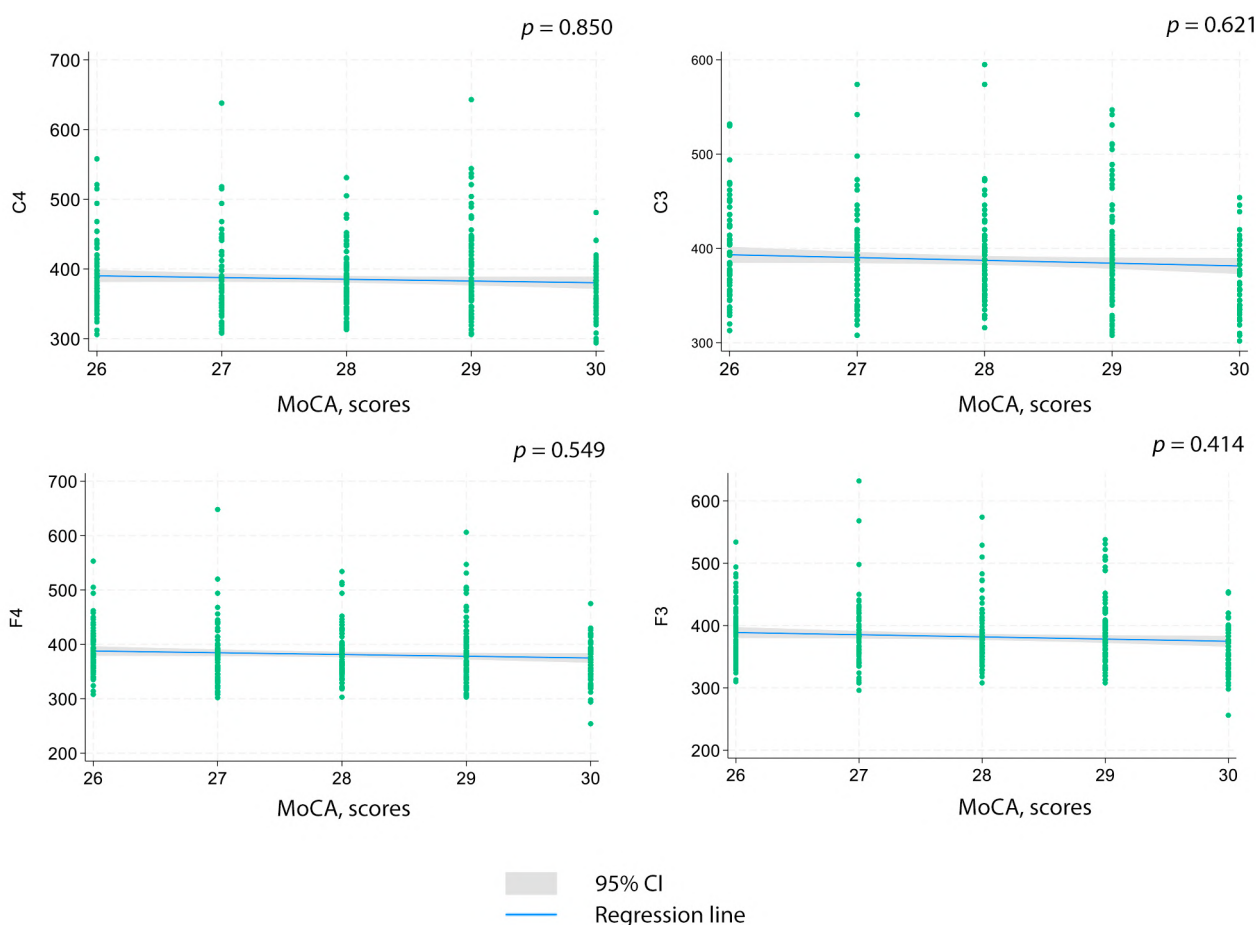 p = 0.850
700
600
500
400
300
C4
26 27 28 29 30
MoCA, scores
p = 0.621
600
500
400
300
C3
26 27 28 29 30
MoCA, scores
p = 0.549
700
600
500
400
300
200
F4
26 27 28 29 30
MoCA, scores
p = 0.414
600
500
400
300
200
F3
26 27 28 29 30
MoCA, scores
95% CI
Regression line